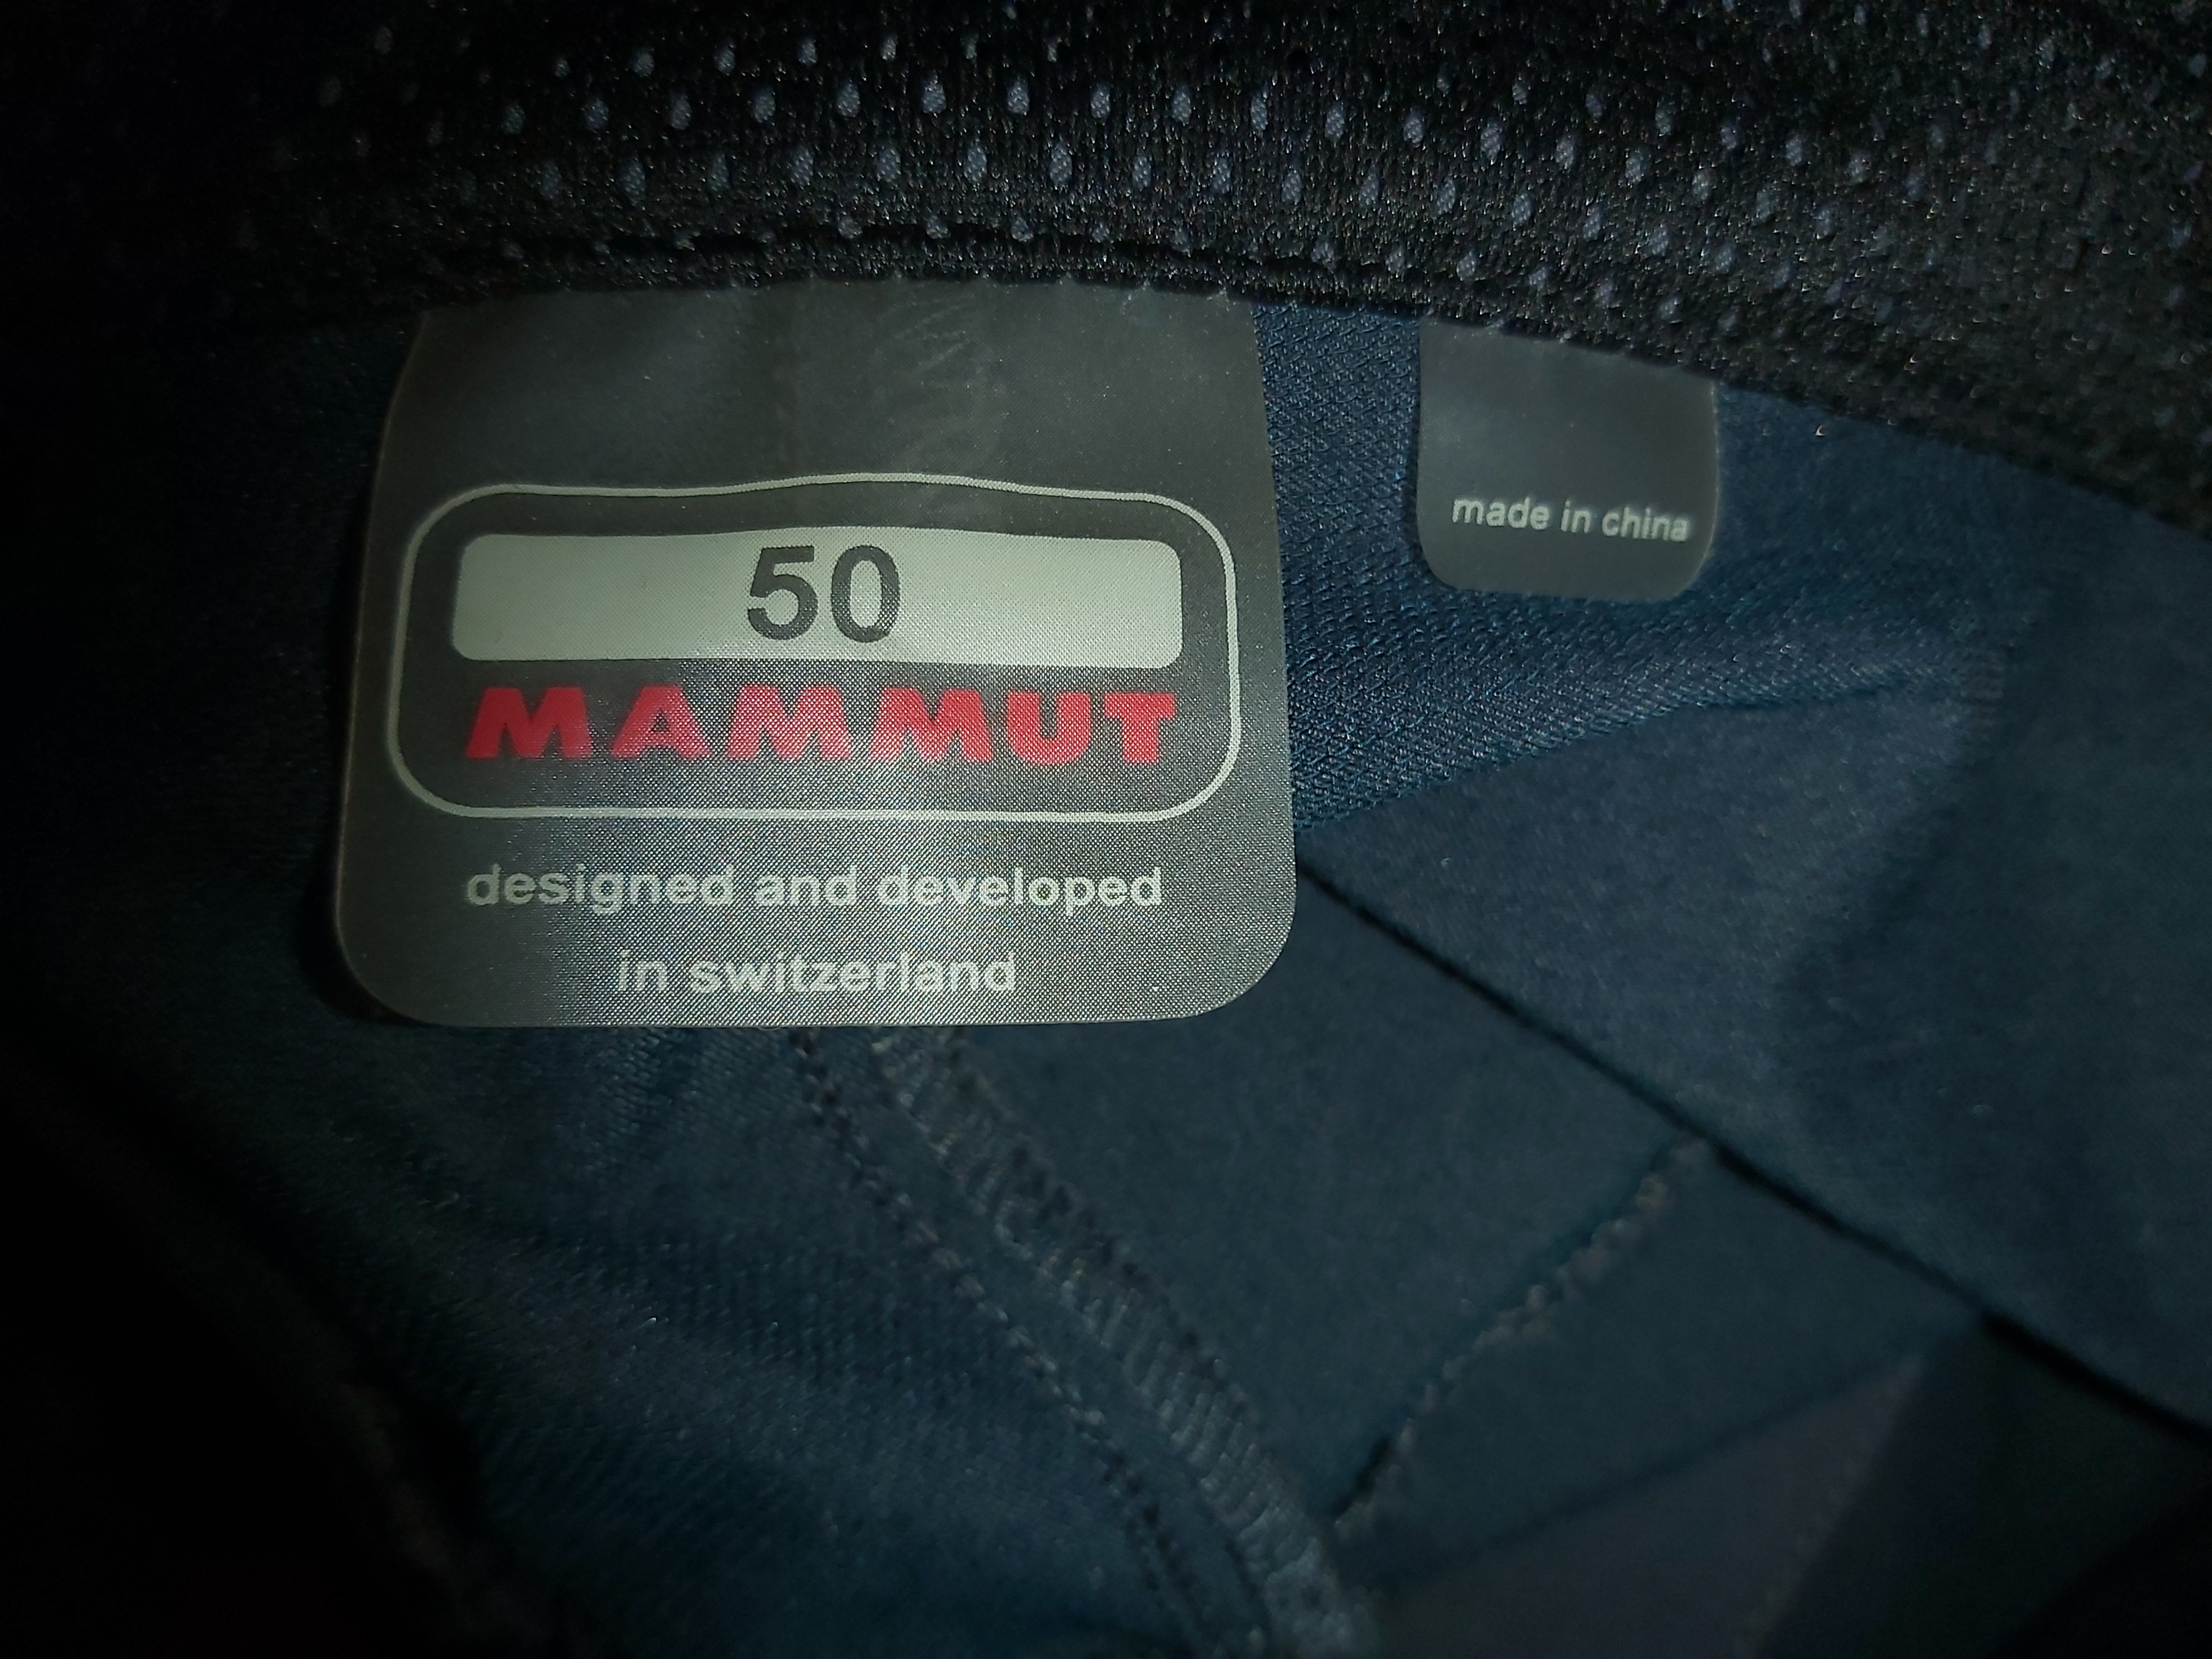 50
MAMMUT
designed and developed
in switzerland
made in china